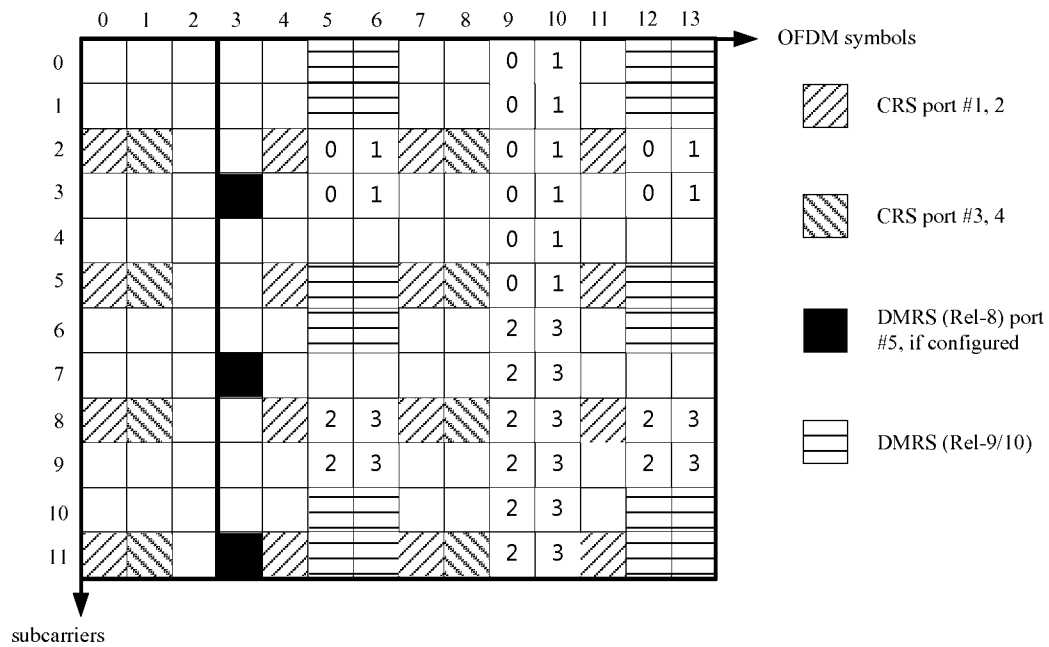 0 1 2 3 4 5 6 7 8 9 10 11 12 13
OFDM symbols
0 0 1
1 0 1
CRS port #1, 2
2 0 1 0 1 0 1
3 0 1 0 1 0 1
CRS port #3, 4
4 0 1
5 0 1
6 2 3
DMRS (Rel-8) port
#5, if configured
7 2 3
8 2 3 2 3 2 3
DMRS (Rel-9/10)
9 2 3 2 3 2 3
10 2 3
11 2 3
subcarriers